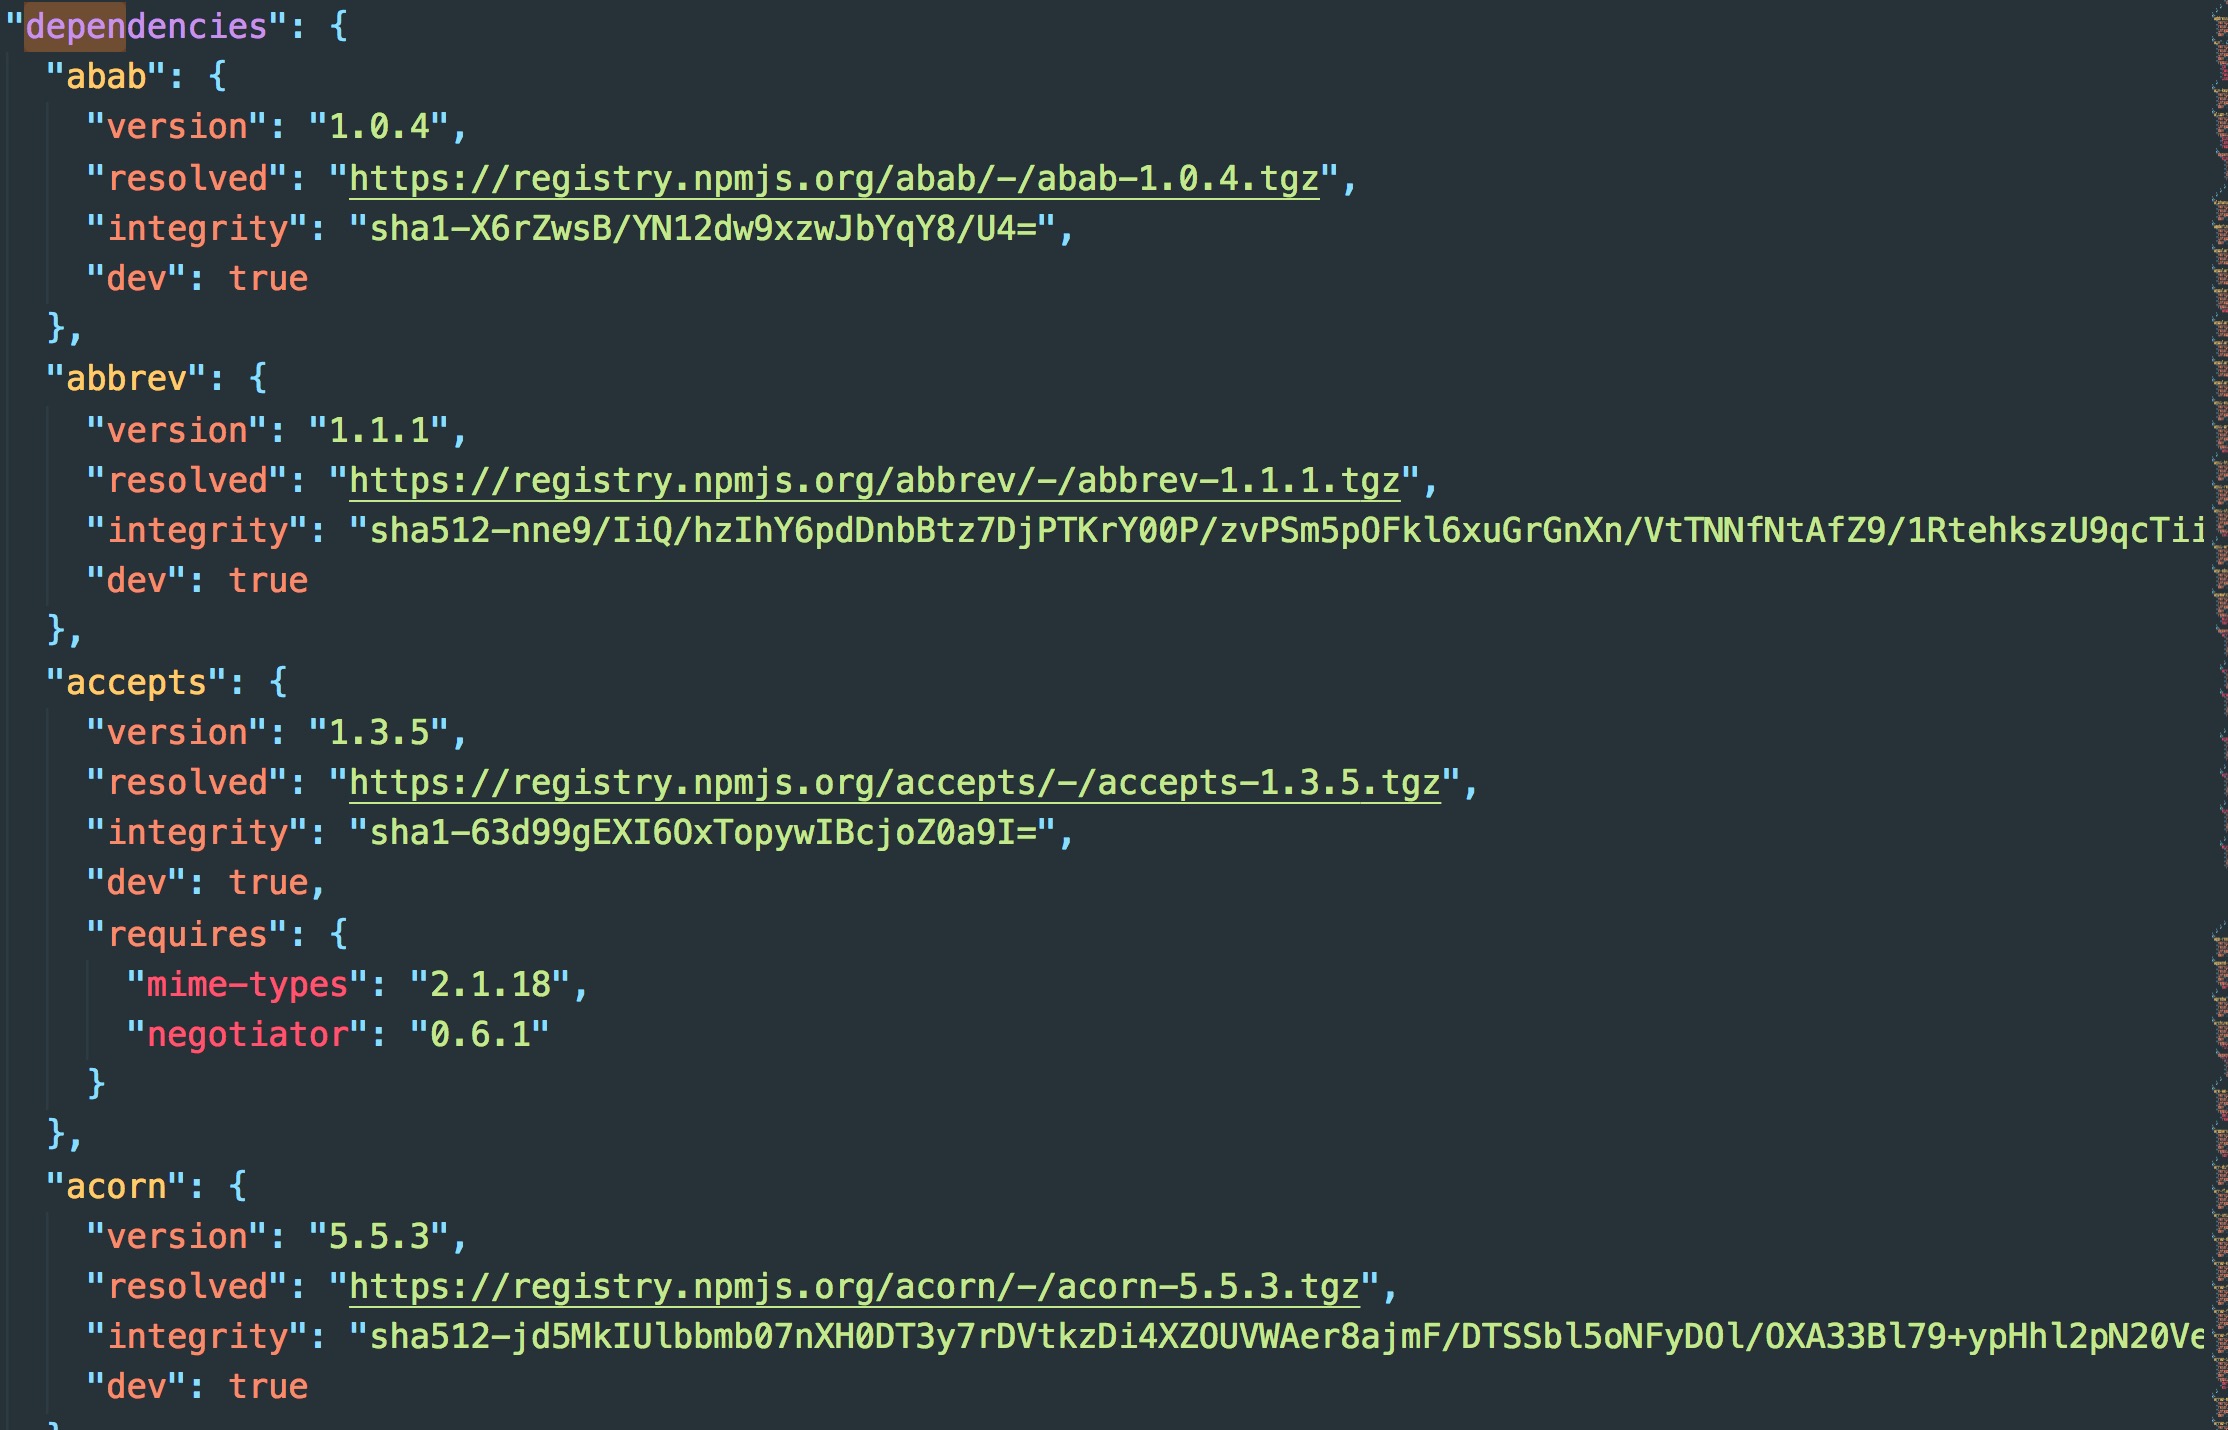 "dependencies": {
"abab": {
"version": "1.0.4",
"resolved": "https://registry.npmjs.org/abab/-/abab-1.0.4.tgz",
"integrity": "sha1-X6rZwsB/YN12dw9xzwJbYqY8/U4=",
"dev": true
},
"abbrev": {
"version": "1.1.1",
"resolved": "https://registry.npmjs.org/abbrev/-/abbrev-1.1.1.tgz",
"integrity": "sha512-nne9/IiQ/hzIhY6pdDnbBtz7DjPTKrY00P/zvPSm5pOFkl6xuGrGnXn/VtTNNfNtAfZ9/1RtehkszU9qcTii
"dev": true
},
"accepts": {
"version": "1.3.5",
"resolved": "https://registry.npmjs.org/accepts/-/accepts-1.3.5.tgz",
"integrity": "sha1-63d99gEXI6OxTopywIBcjoZ0a9I=",
"dev": true,
"requires": {
"mime-types": "2.1.18",
"negotiator": "0.6.1"
}
},
"acorn": {
"version": "5.5.3",
"resolved": "https://registry.npmjs.org/acorn/-/acorn-5.5.3.tgz",
"integrity": "sha512-jd5MkIUlbbmb07nXH0DT3y7rDVtkzDi4XZOUVWAer8ajmF/DTSSbl5oNFyDOl/OXA33Bl79+ypHhl2pN20Ve
"dev": true
}